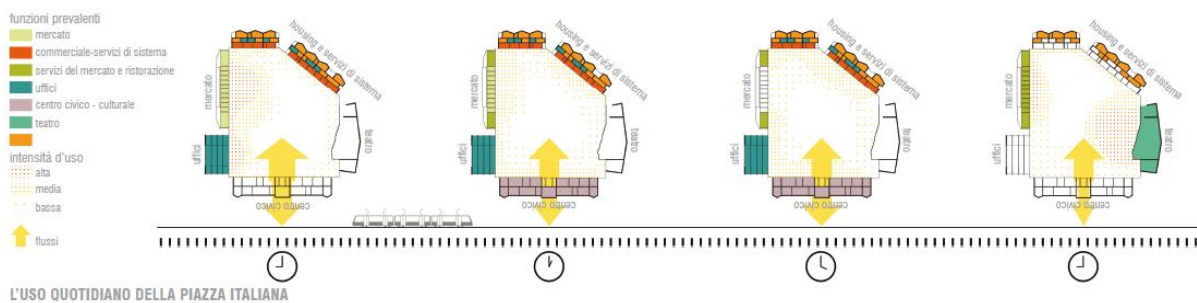 funzioni prevalenti
mercato
commerciale-servizi di sistema
servizi del mercato e ristorazione
uffici
centro civico - culturale
teatro
intensità d'uso
alta
media
bassa
flussi
mercato
uffici
housing e servizi di sistema
teatro
centro civico
mercato
uffici
housing e servizi di sistema
teatro
centro civico
mercato
uffici
housing e servizi di sistema
teatro
centro civico
mercato
uffici
housing e servizi di sistema
teatro
centro civico
L'USO QUOTIDIANO DELLA PIAZZA ITALIANA